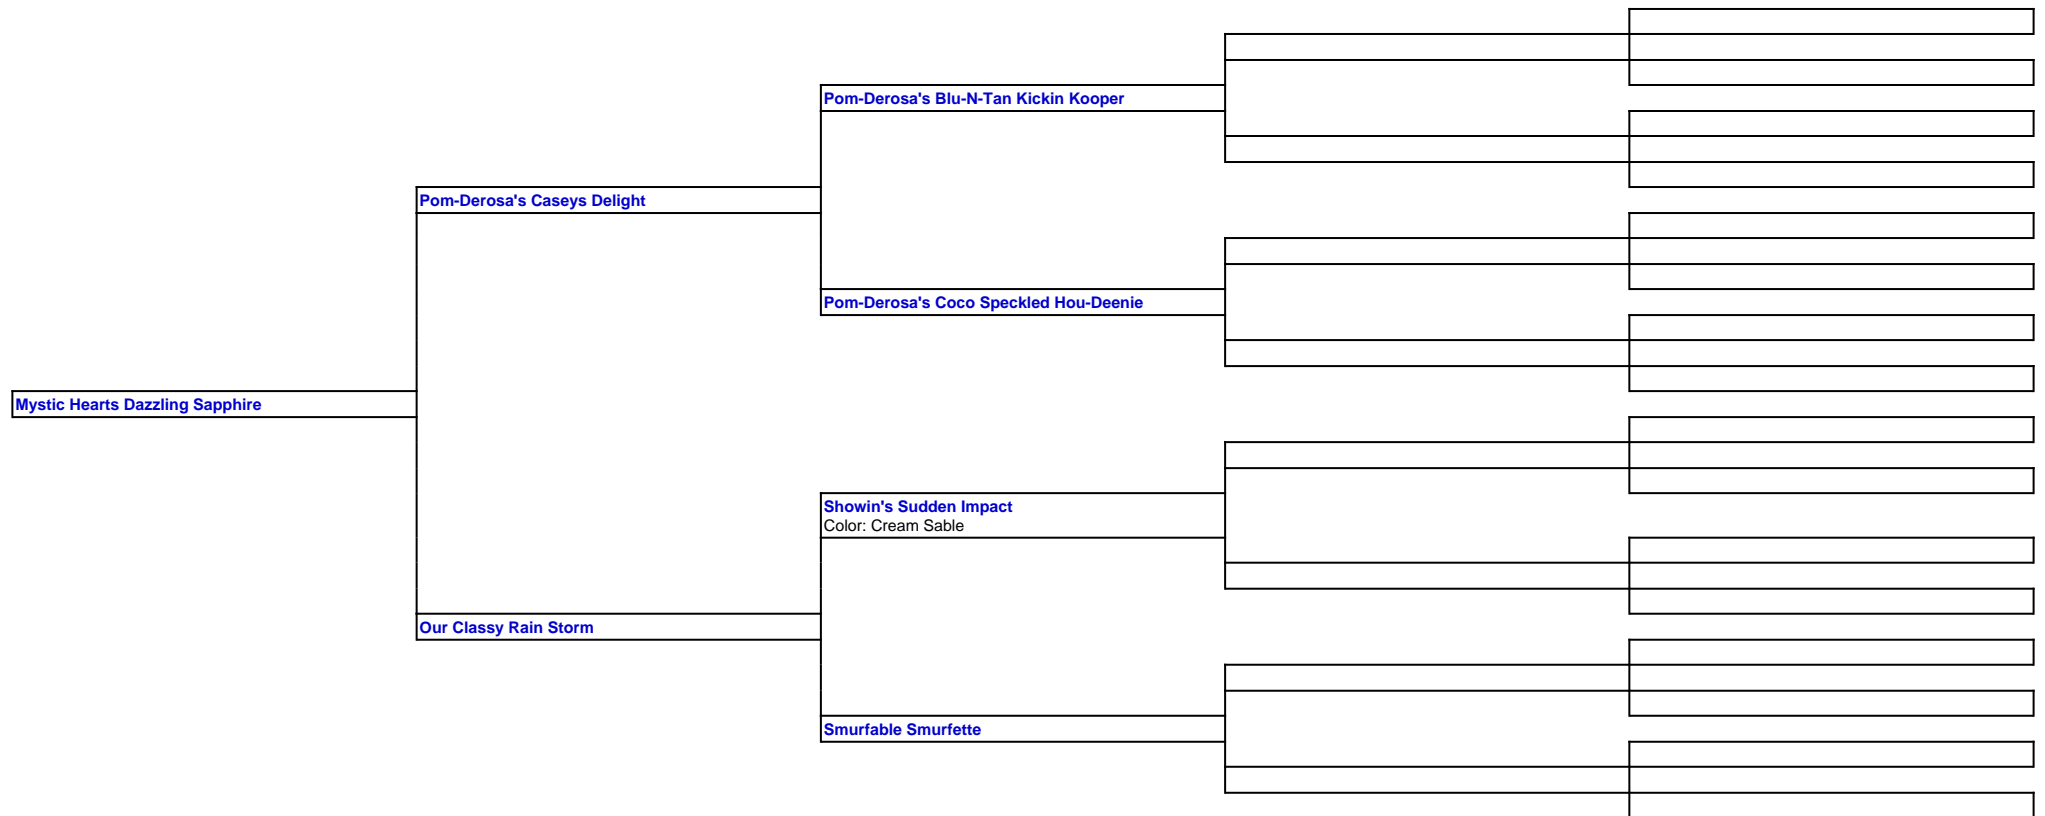 Pom-Derosa's Blu-N-Tan Kickin Kooper
Pom-Derosa's Caseys Delight
Pom-Derosa's Coco Speckled Hou-Deenie
Mystic Hearts Dazzling Sapphire
Showin's Sudden Impact
Color: Cream Sable
Our Classy Rain Storm
Smurfable Smurfette